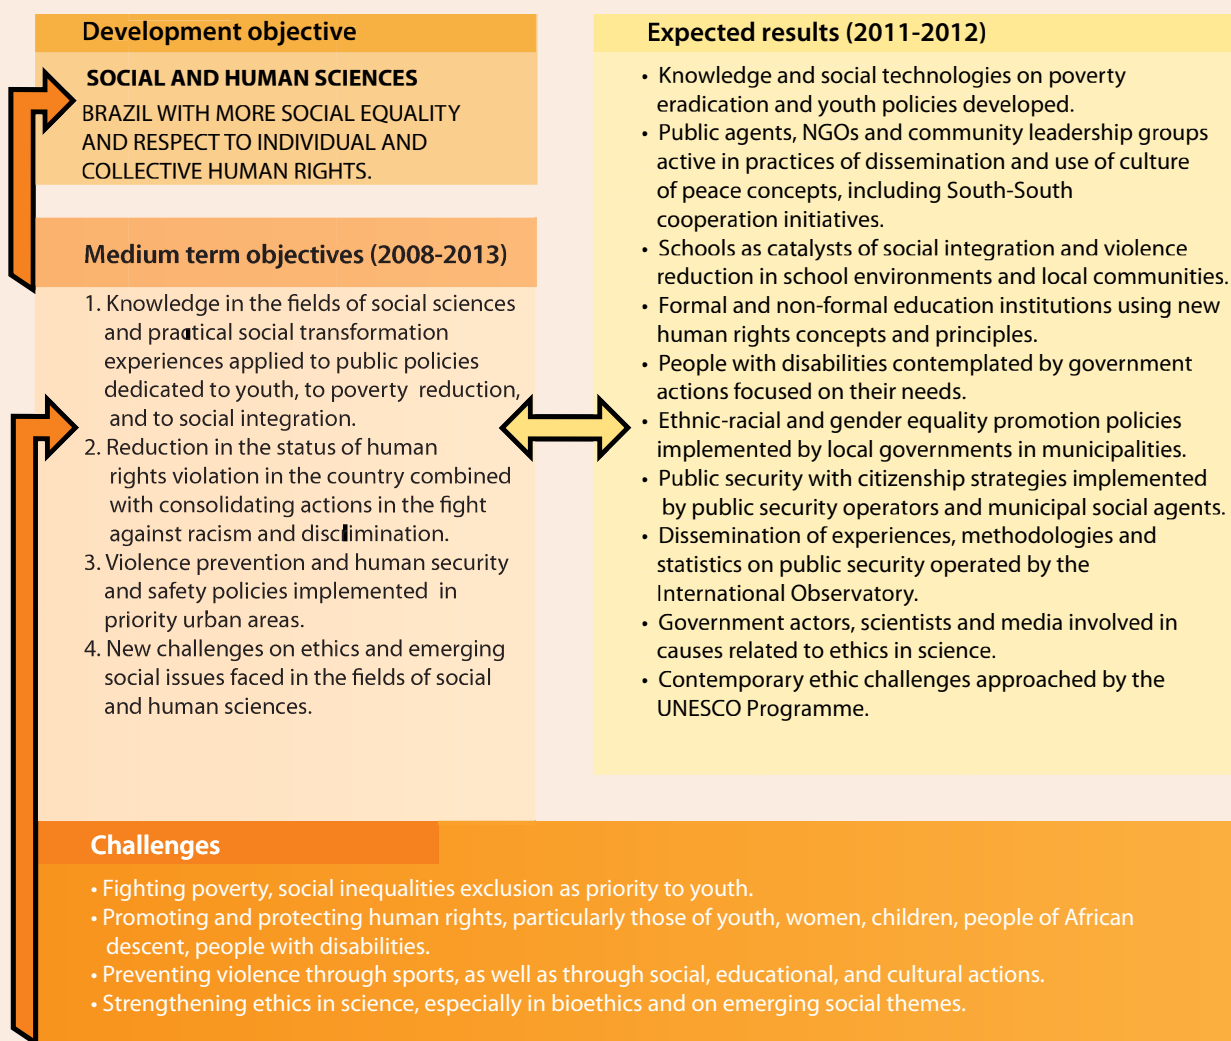 Development objective
SOCIAL AND HUMAN SCIENCES
BRAZIL WITH MORE SOCIAL EQUALITY
AND RESPECT TO INDIVIDUAL AND
COLLECTIVE HUMAN RIGHTS.
Medium term objectives (2008-2013)
1. Knowledge in the fields of social sciences
and practical social transformation
experiences applied to public policies
dedicated to youth, to poverty reduction,
and to social integration.
2. Reduction in the status of human
rights violation in the country combined
with consolidating actions in the fight
against racism and discrimination.
3. Violence prevention and human security
and safety policies implemented in
priority urban areas.
4. New challenges on ethics and emerging
social issues faced in the fields of social
and human sciences.
Expected results (2011-2012)
• Knowledge and social technologies on poverty
eradication and youth policies developed.
• Public agents, NGOs and community leadership groups
active in practices of dissemination and use of culture
of peace concepts, including South-South
cooperation initiatives.
• Schools as catalysts of social integration and violence
reduction in school environments and local communities.
• Formal and non-formal education institutions using new
human rights concepts and principles.
• People with disabilities contemplated by government
actions focused on their needs.
• Ethnic-racial and gender equality promotion policies
implemented by local governments in municipalities.
• Public security with citizenship strategies implemented
by public security operators and municipal social agents.
• Dissemination of experiences, methodologies and
statistics on public security operated by the
International Observatory.
• Government actors, scientists and media involved in
causes related to ethics in science.
• Contemporary ethic challenges approached by the
UNESCO Programme.
Challenges
• Fighting poverty, social inequalities exclusion as priority to youth.
• Promoting and protecting human rights, particularly those of youth, women, children, people of African
descent, people with disabilities.
• Preventing violence through sports, as well as through social, educational, and cultural actions.
• Strengthening ethics in science, especially in bioethics and on emerging social themes.